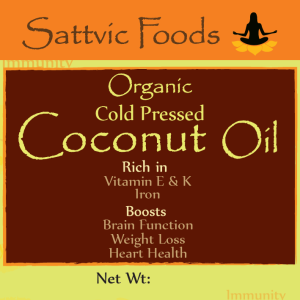 Sattvic Foods
Immunity
Organic
Cold Pressed
Coconut Oil
Rich in
Vitamin E & K
Iron
Boosts
Brain Function
Weight Loss
Heart Health
Net Wt:
Immunity